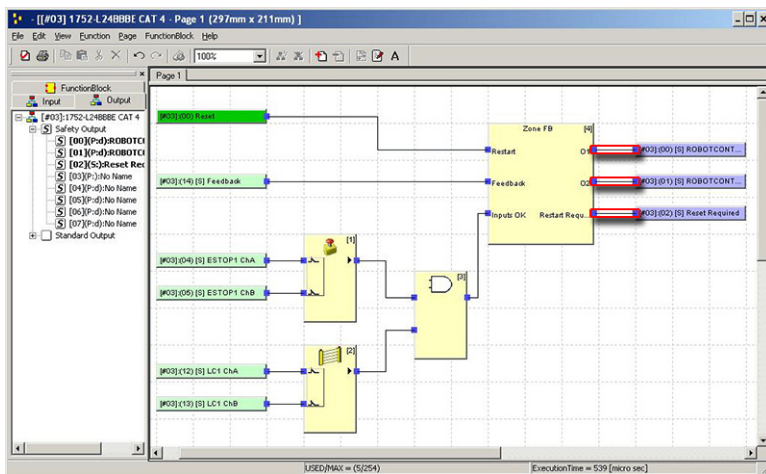 - [[#03] 1752-L24BBBE CAT 4 - Page 1 (297mm x 211mm) ]
File Edit View Function Page FunctionBlock Help
100%
A
FunctionBlock
Input Output
Page 1
[#03]:1752-L24BBBE CAT 4
Safety Output
[00](P:d):ROBOTCO
[01](P:d):ROBOTCO
[02](S:):Reset Rec
[03](P:):No Name
[04](P:d):No Name
[05](P:d):No Name
[06](P:d):No Name
[07](P:d):No Name
Standard Output
[#03]:(00) Reset
[#03]:(14) [S] Feedback
[#03]:(04) [S] ESTOP1 ChA
[#03]:(05) [S] ESTOP1 ChB
[#03]:(12) [S] LC1 ChA
[#03]:(13) [S] LC1 ChB
[1]
[2]
[3]
Zone FB [4]
Restart O1
Feedback O2
Inputs OK Restart Requ...
#03]:(00) [S] ROBOTCONT...
#03]:(01) [S] ROBOTCONT...
#03]:(02) [S] Reset Required
USED/MAX = (5/254)
ExecutionTime = 539 [micro sec]